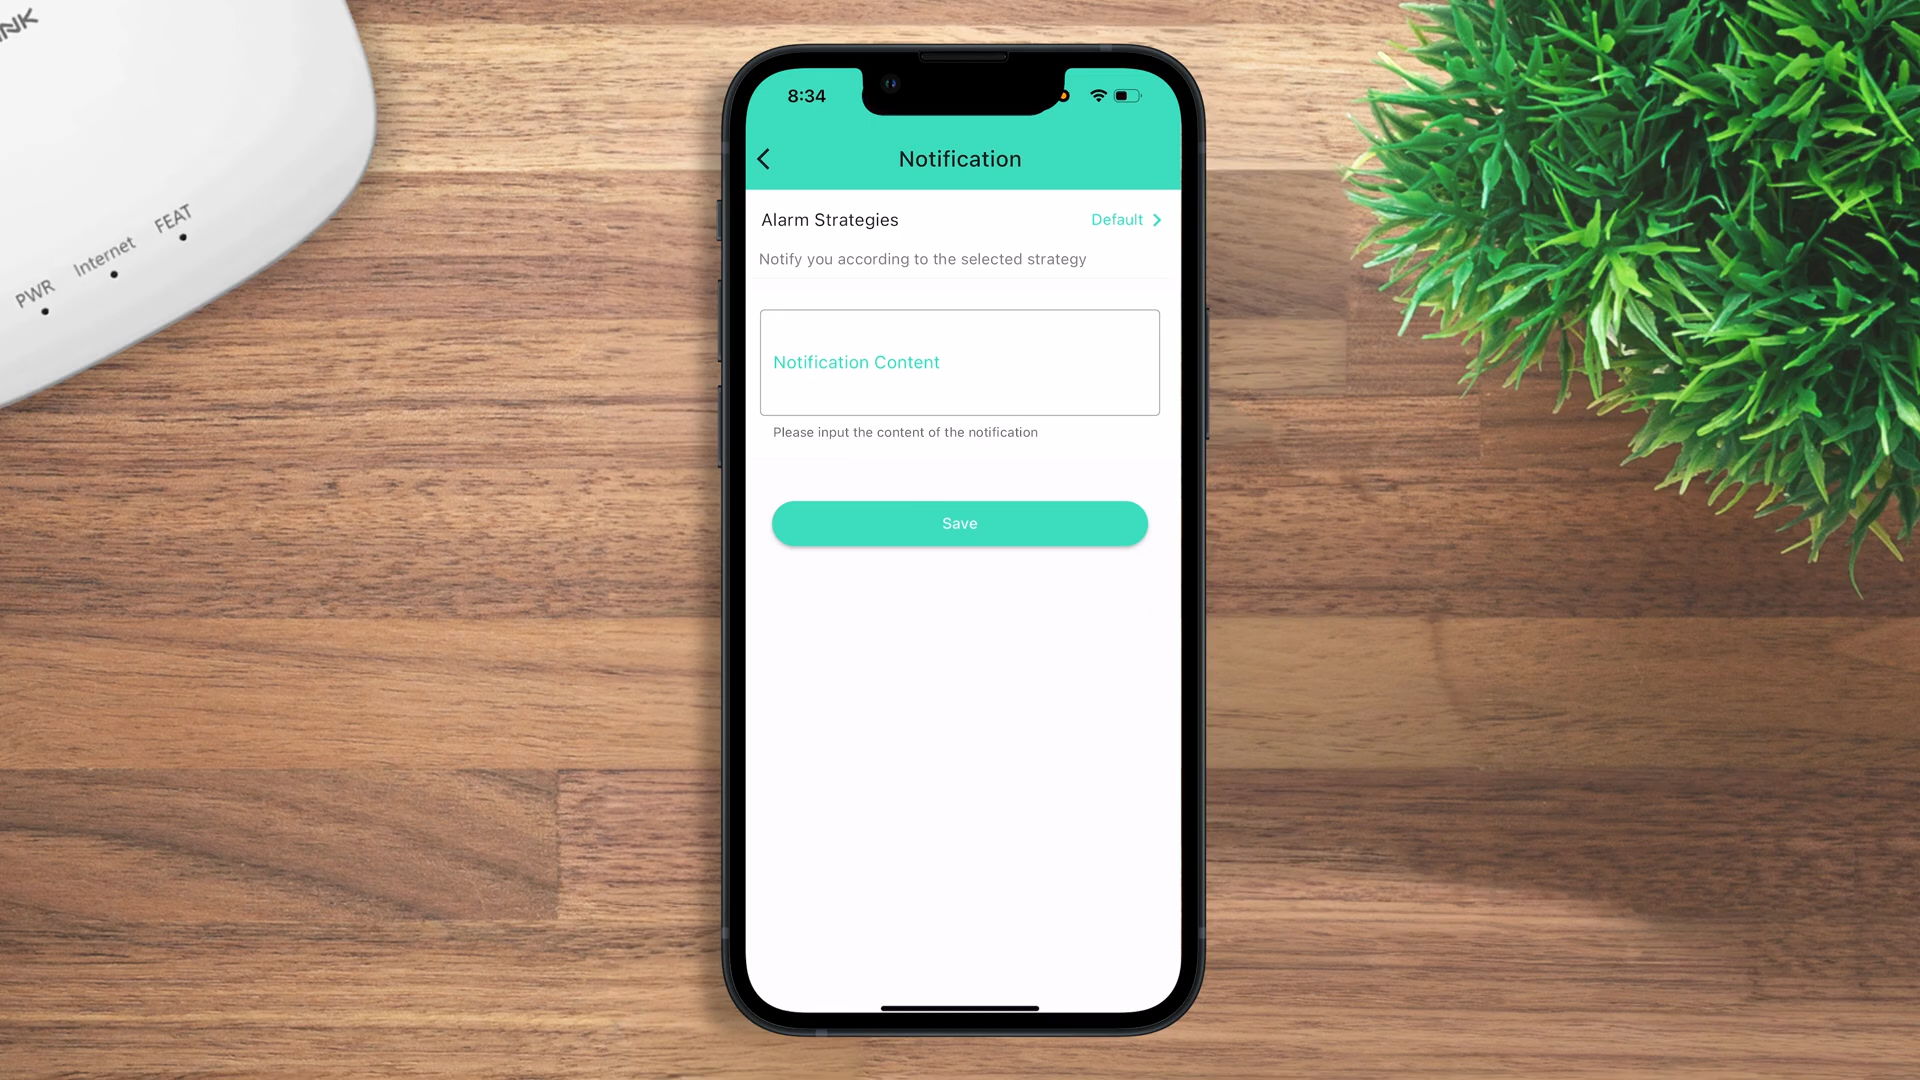 PWR
Internet
FEAT
8:34
Notification
Alarm Strategies
Default
Notify you according to the selected strategy
Notification Content
Please input the content of the notification
Save